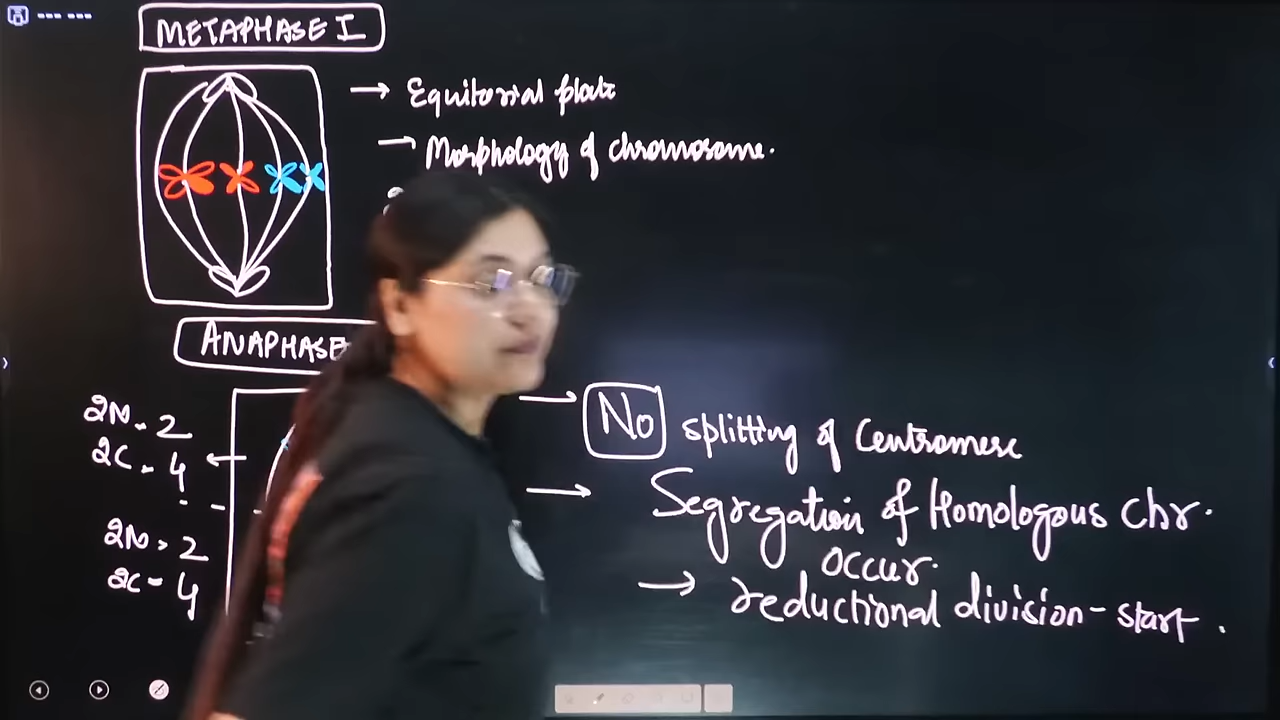 METAPHASE I
→ Equitorial plate
→ Morphology of chromosome.
ANAPHASE
2N - 2
2C - 4
2N > 2
2C - 4
→ No splitting of Centromere
→ Segregation of Homologous Chr.
occur.
→ reductional division - start.